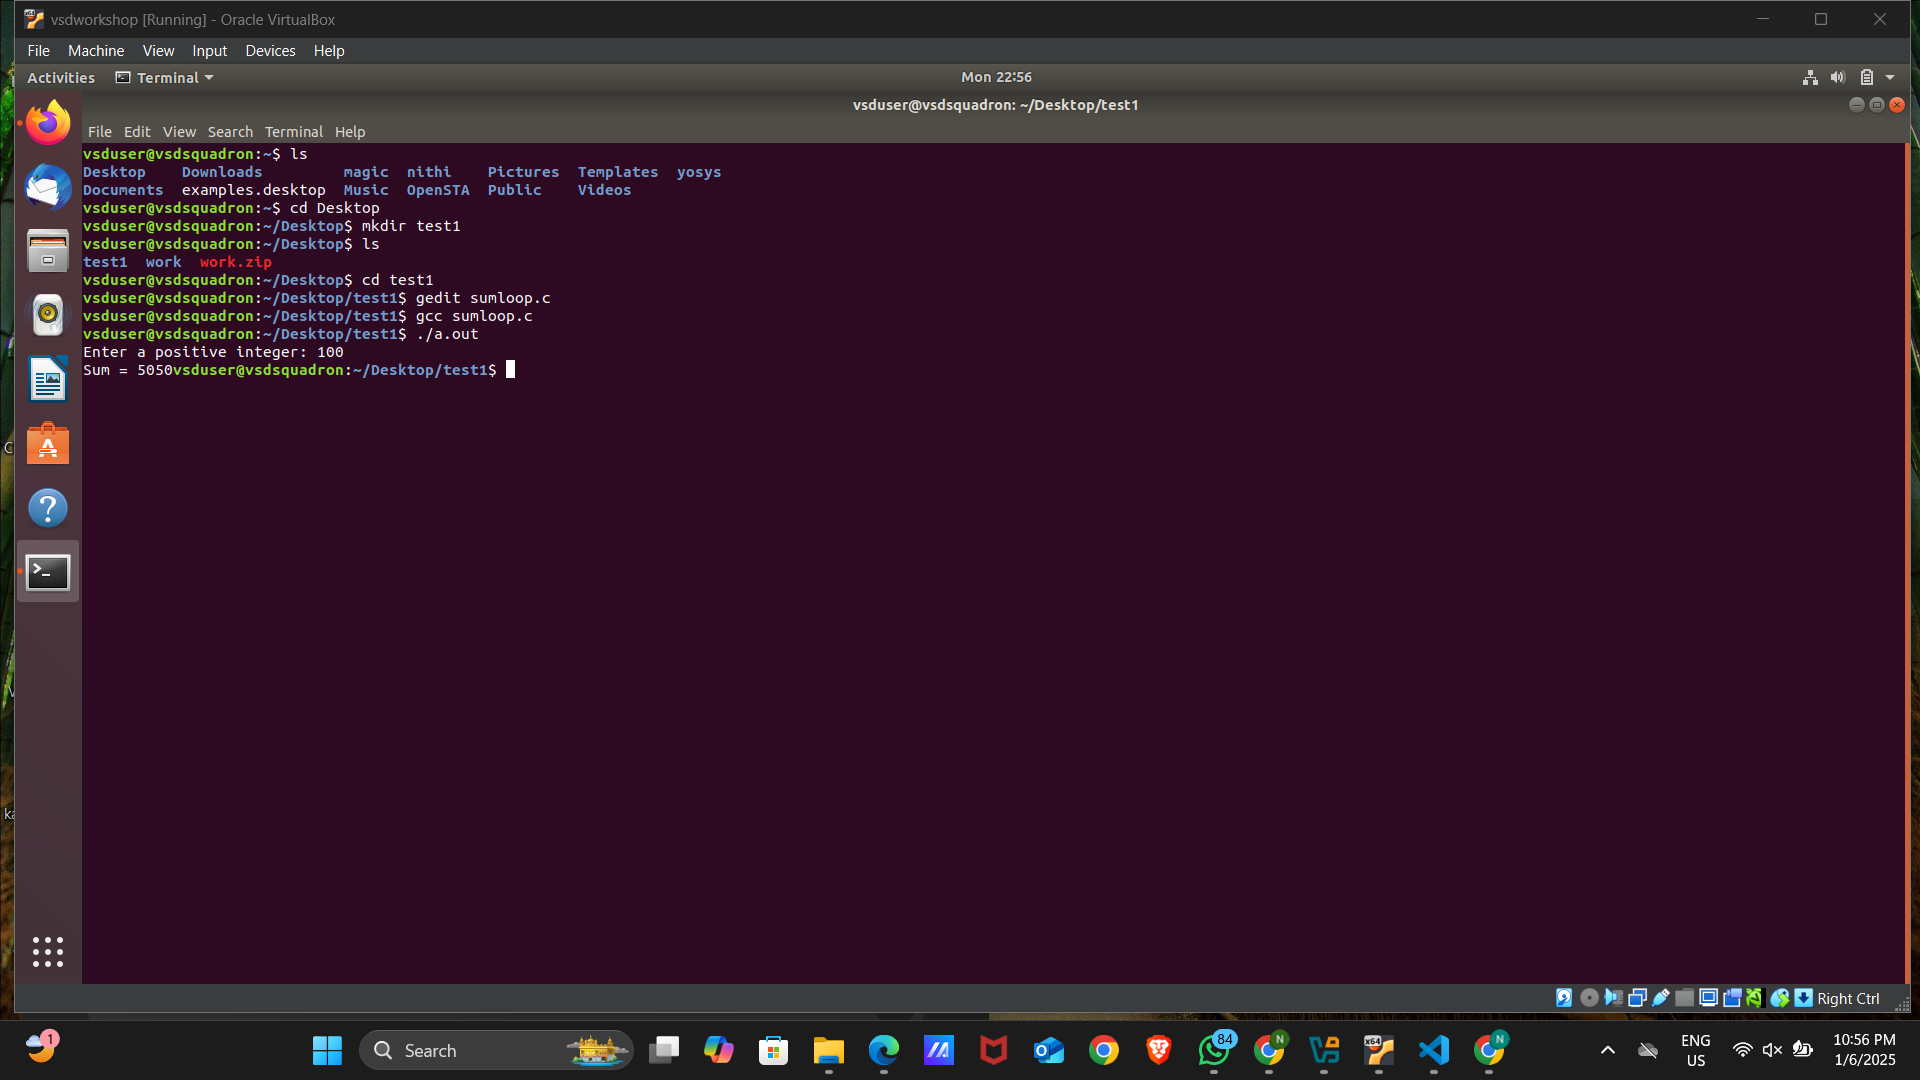 vsdworkshop [Running] - Oracle VirtualBox
File Machine View Input Devices Help
Activities Terminal Mon 22:56
vsduser@vsdsquadron: ~/Desktop/test1
File Edit View Search Terminal Help
vsduser@vsdsquadron:~$ ls
Desktop Downloads magic nithi Pictures Templates yosys
Documents examples.desktop Music OpenSTA Public Videos
vsduser@vsdsquadron:~$ cd Desktop
vsduser@vsdsquadron:~/Desktop$ mkdir test1
vsduser@vsdsquadron:~/Desktop$ ls
test1 work work.zip
vsduser@vsdsquadron:~/Desktop$ cd test1
vsduser@vsdsquadron:~/Desktop/test1$ gedit sumloop.c
vsduser@vsdsquadron:~/Desktop/test1$ gcc sumloop.c
vsduser@vsdsquadron:~/Desktop/test1$ ./a.out
Enter a positive integer: 100
Sum = 5050vsduser@vsdsquadron:~/Desktop/test1$
Right Ctrl
1
Search
84
N
x64
N
ENG
US
10:56 PM
1/6/2025